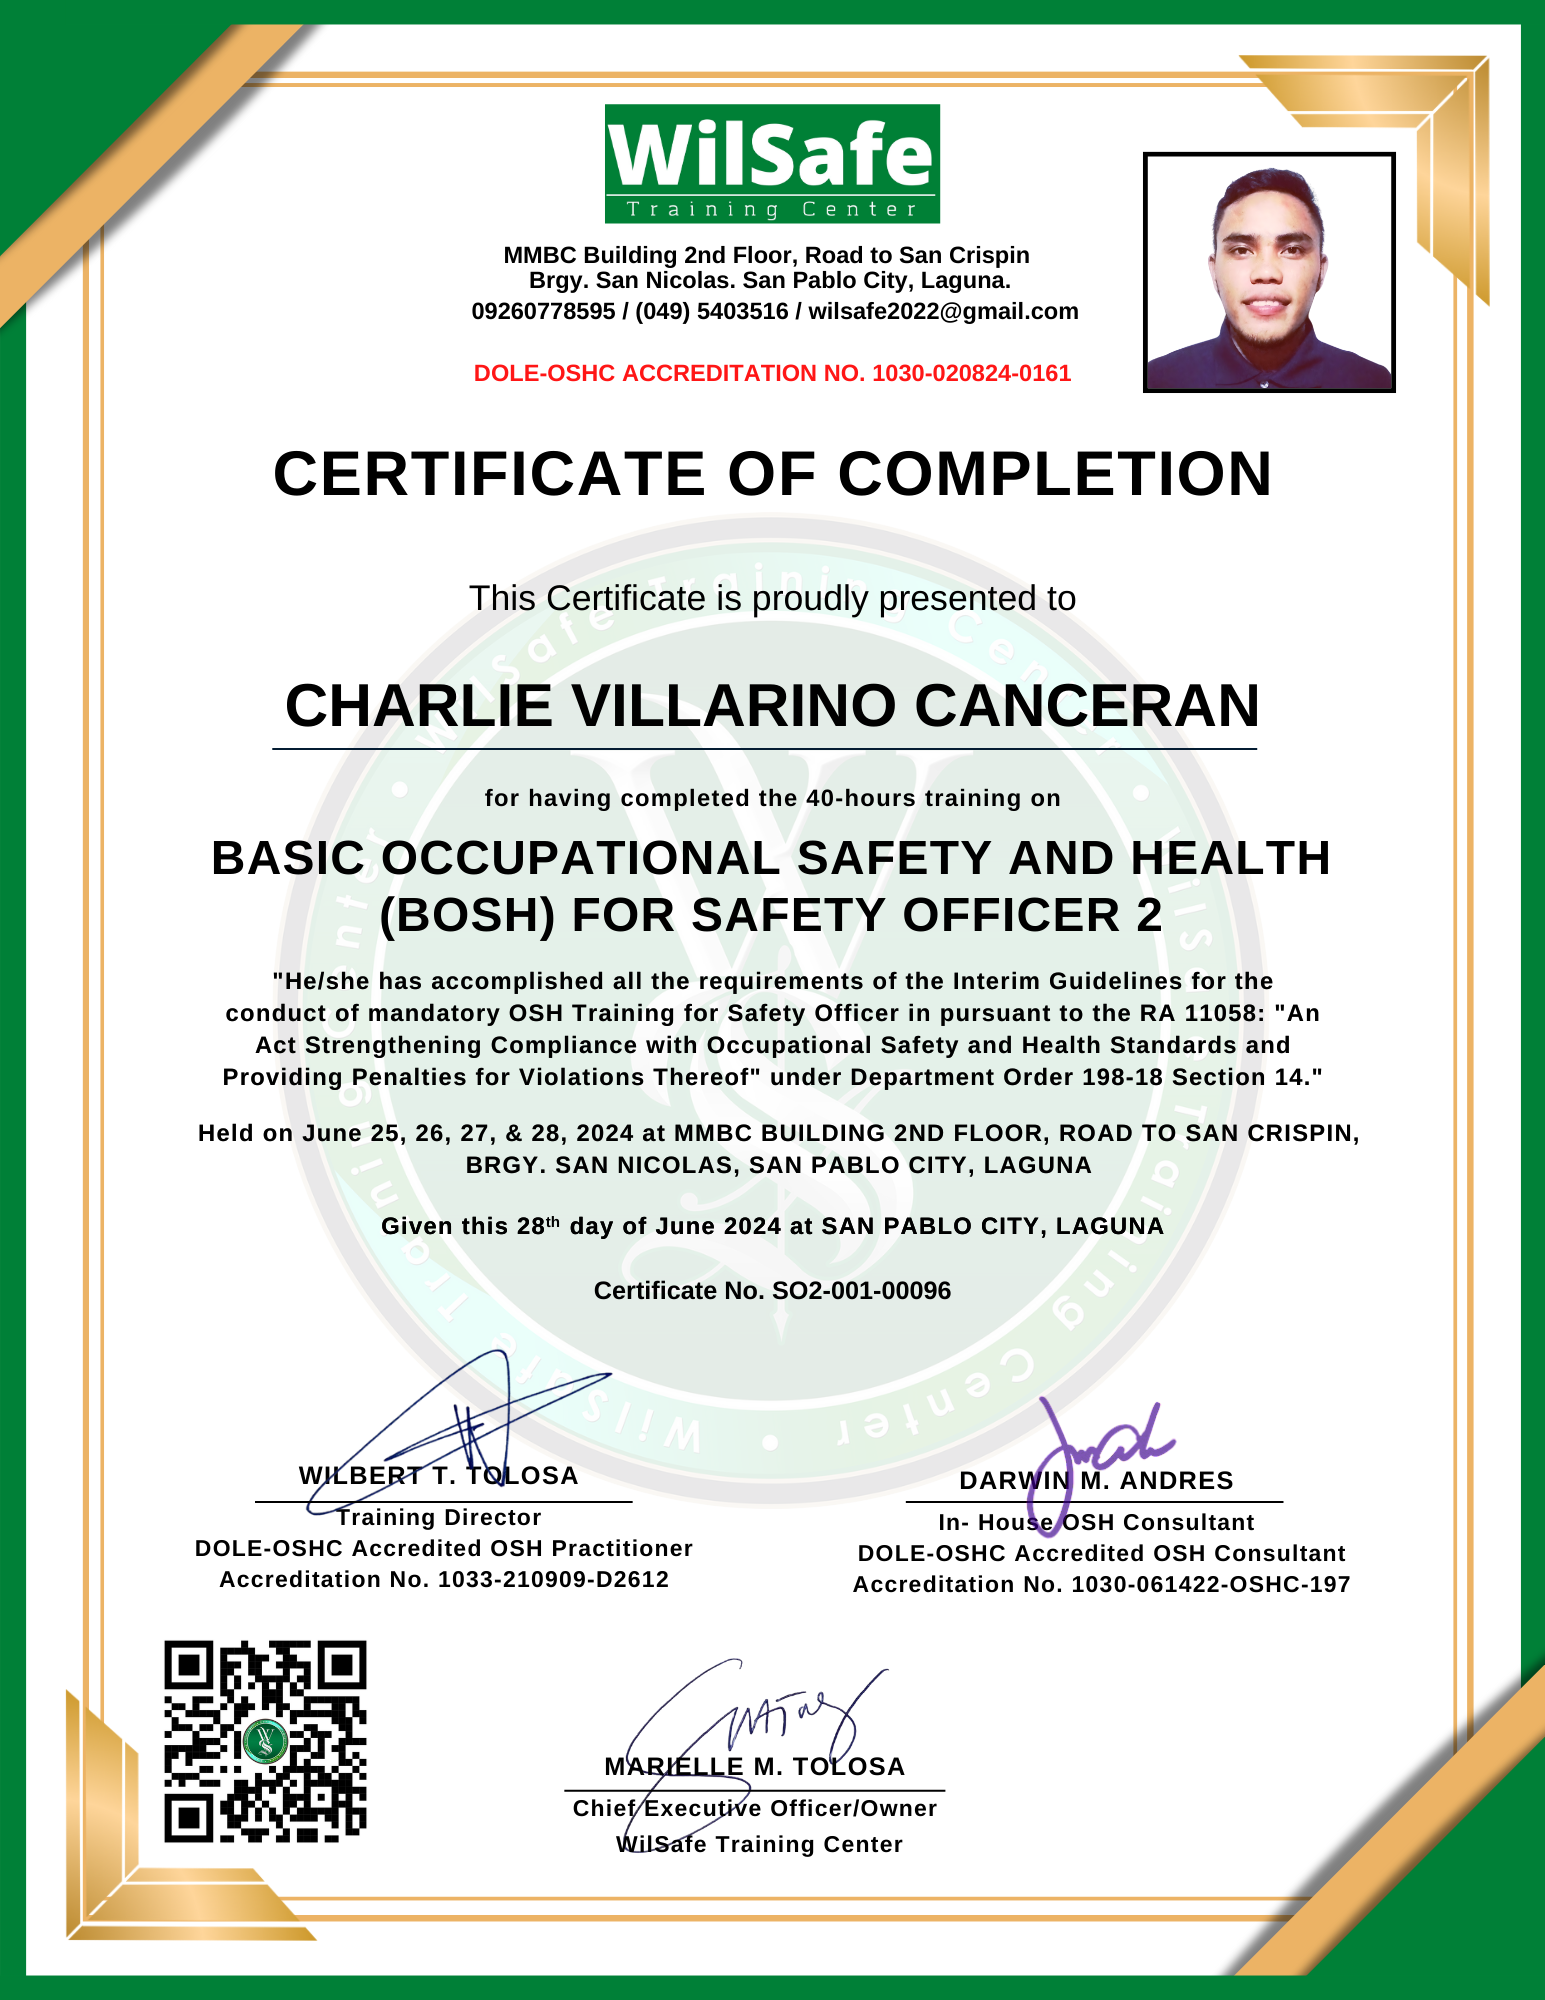 WilSafe
Training Center
MMBC Building 2nd Floor, Road to San Crispin
Brgy. San Nicolas. San Pablo City, Laguna.
09260778595 / (049) 5403516 / wilsafe2022@gmail.com
DOLE-OSHC ACCREDITATION NO. 1030-020824-0161
CERTIFICATE OF COMPLETION
This Certificate is proudly presented to
CHARLIE VILLARINO CANCERAN
for having completed the 40-hours training on
BASIC OCCUPATIONAL SAFETY AND HEALTH
(BOSH) FOR SAFETY OFFICER 2
"He/she has accomplished all the requirements of the Interim Guidelines for the
conduct of mandatory OSH Training for Safety Officer in pursuant to the RA 11058: "An
Act Strengthening Compliance with Occupational Safety and Health Standards and
Providing Penalties for Violations Thereof" under Department Order 198-18 Section 14."
Held on June 25, 26, 27, & 28, 2024 at MMBC BUILDING 2ND FLOOR, ROAD TO SAN CRISPIN,
BRGY. SAN NICOLAS, SAN PABLO CITY, LAGUNA
Given this 28th day of June 2024 at SAN PABLO CITY, LAGUNA
Certificate No. SO2-001-00096
WilSafe Training Center • WilSafe Training Center • WilSafe Training Center •
WILBERT T. TOLOSA
Training Director
DOLE-OSHC Accredited OSH Practitioner
Accreditation No. 1033-210909-D2612
DARWIN M. ANDRES
In- House OSH Consultant
DOLE-OSHC Accredited OSH Consultant
Accreditation No. 1030-061422-OSHC-197
MARIELLE M. TOLOSA
Chief Executive Officer/Owner
WilSafe Training Center